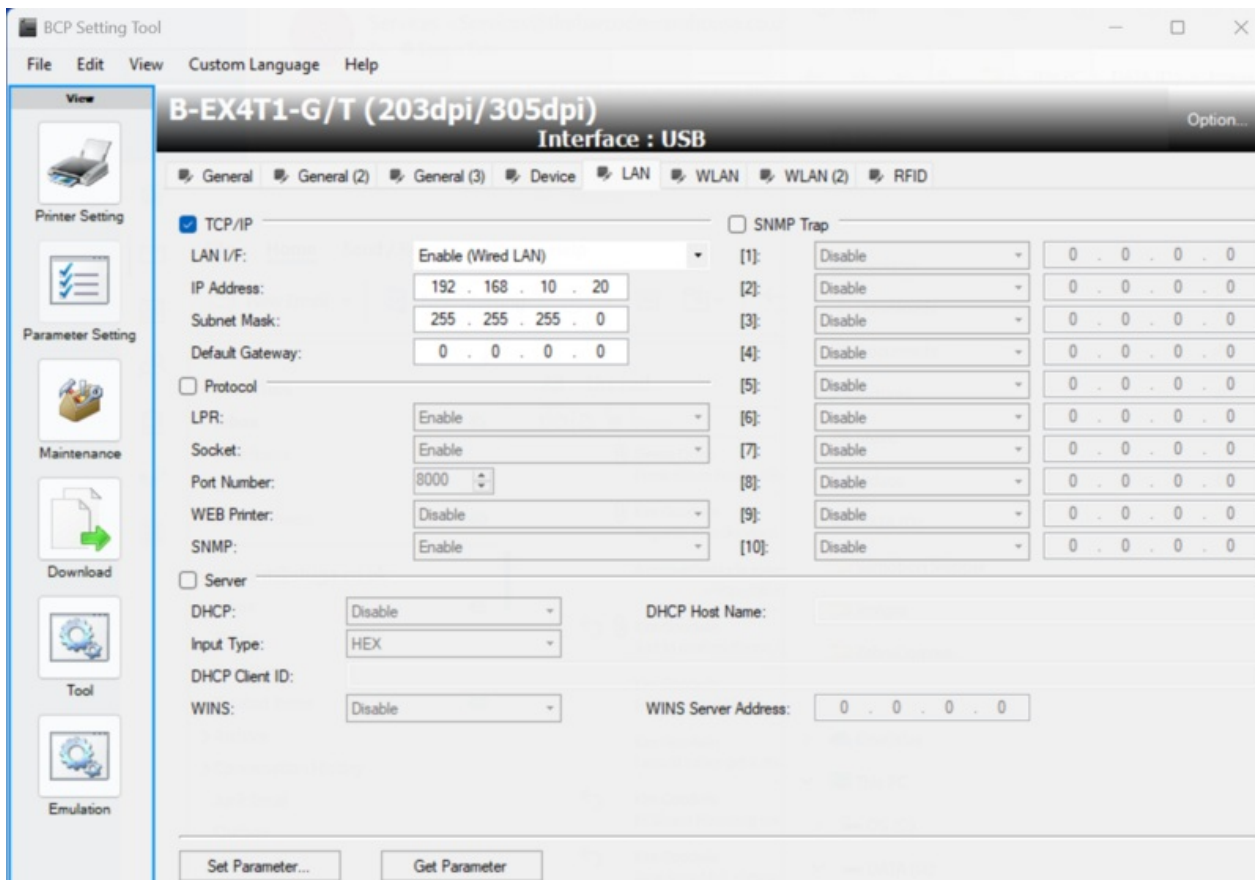 BCP Setting Tool
File Edit View Custom Language Help
View
Printer Setting
Parameter Setting
Maintenance
Download
Tool
Emulation
B-EX4T1-G/T (203dpi/305dpi)
Interface : USB
Option...
General General (2) General (3) Device LAN WLAN WLAN (2) RFID
TCP/IP
LAN I/F: Enable (Wired LAN)
IP Address: 192 . 168 . 10 . 20
Subnet Mask: 255 . 255 . 255 . 0
Default Gateway: 0 . 0 . 0 . 0
Protocol
LPR: Enable
Socket: Enable
Port Number: 8000
WEB Printer: Disable
SNMP: Enable
SNMP Trap
[1]: Disable 0 . 0 . 0 . 0
[2]: Disable 0 . 0 . 0 . 0
[3]: Disable 0 . 0 . 0 . 0
[4]: Disable 0 . 0 . 0 . 0
[5]: Disable 0 . 0 . 0 . 0
[6]: Disable 0 . 0 . 0 . 0
[7]: Disable 0 . 0 . 0 . 0
[8]: Disable 0 . 0 . 0 . 0
[9]: Disable 0 . 0 . 0 . 0
[10]: Disable 0 . 0 . 0 . 0
Server
DHCP: Disable DHCP Host Name:
Input Type: HEX
DHCP Client ID:
WINS: Disable WINS Server Address: 0 . 0 . 0 . 0
Set Parameter... Get Parameter